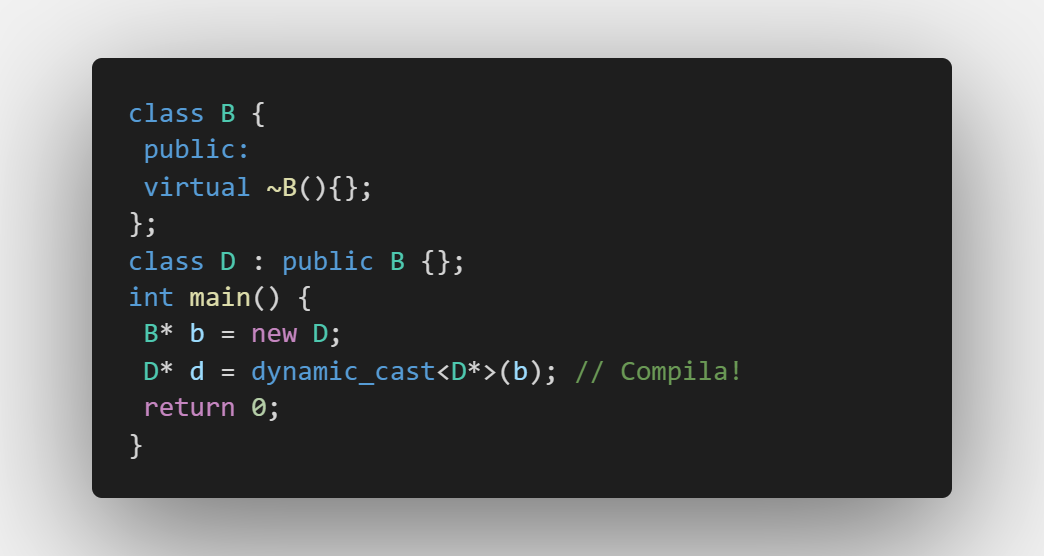 class B {
 public:
 virtual ~B(){};
};
class D : public B {};
int main() {
 B* b = new D;
 D* d = dynamic_cast<D*>(b); // Compila!
 return 0;
}